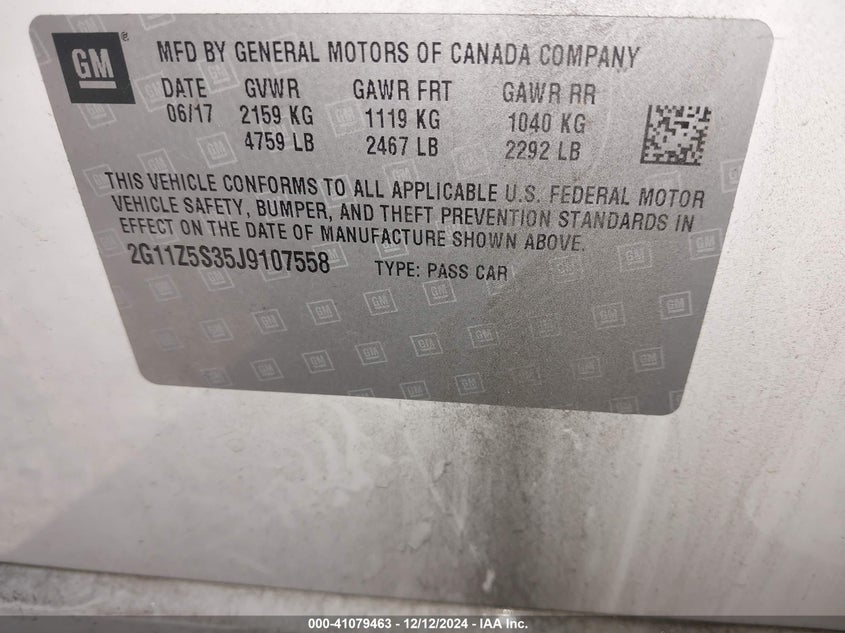 GM ® MFD BY GENERAL MOTORS OF CANADA COMPANY
DATE GVWR GAWR FRT GAWR RR
06/17 2159 KG 1119 KG 1040 KG
4759 LB 2467 LB 2292 LB
THIS VEHICLE CONFORMS TO ALL APPLICABLE U.S. FEDERAL MOTOR
VEHICLE SAFETY, BUMPER, AND THEFT PREVENTION STANDARDS IN
EFFECT ON THE DATE OF MANUFACTURE SHOWN ABOVE.
2G11Z5S35J9107558 TYPE: PASS CAR
000-41079463 - 12/12/2024 - IAA Inc.